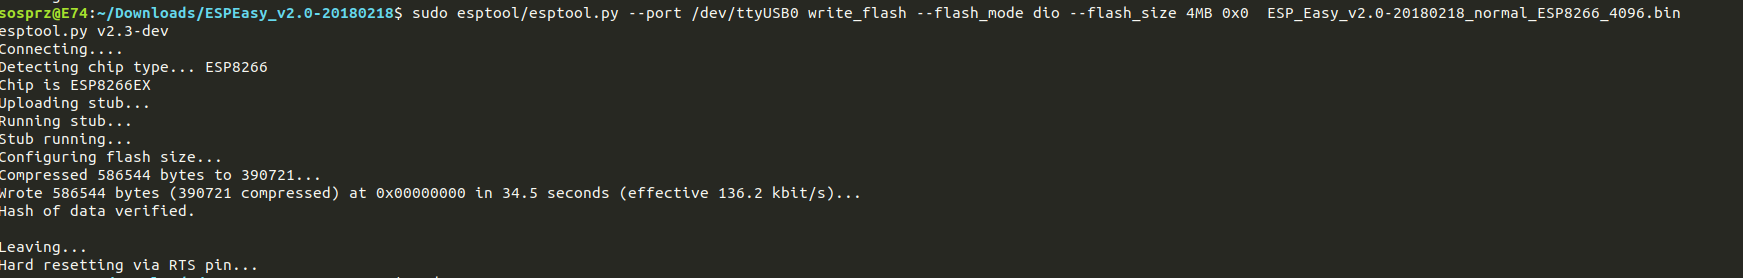 sosprz@E74:~/Downloads/ESPEasy_v2.0-20180218$ sudo esptool/esptool.py --port /dev/ttyUSB0 write_flash --flash_mode dio --flash_size 4MB 0x0  ESP_Easy_v2.0-20180218_normal_ESP8266_4096.bin
esptool.py v2.3-dev
Connecting....
Detecting chip type... ESP8266
Chip is ESP8266EX
Uploading stub...
Running stub...
Stub running...
Configuring flash size...
Compressed 586544 bytes to 390721...
Wrote 586544 bytes (390721 compressed) at 0x00000000 in 34.5 seconds (effective 136.2 kbit/s)...
Hash of data verified.
Leaving...
Hard resetting via RTS pin...